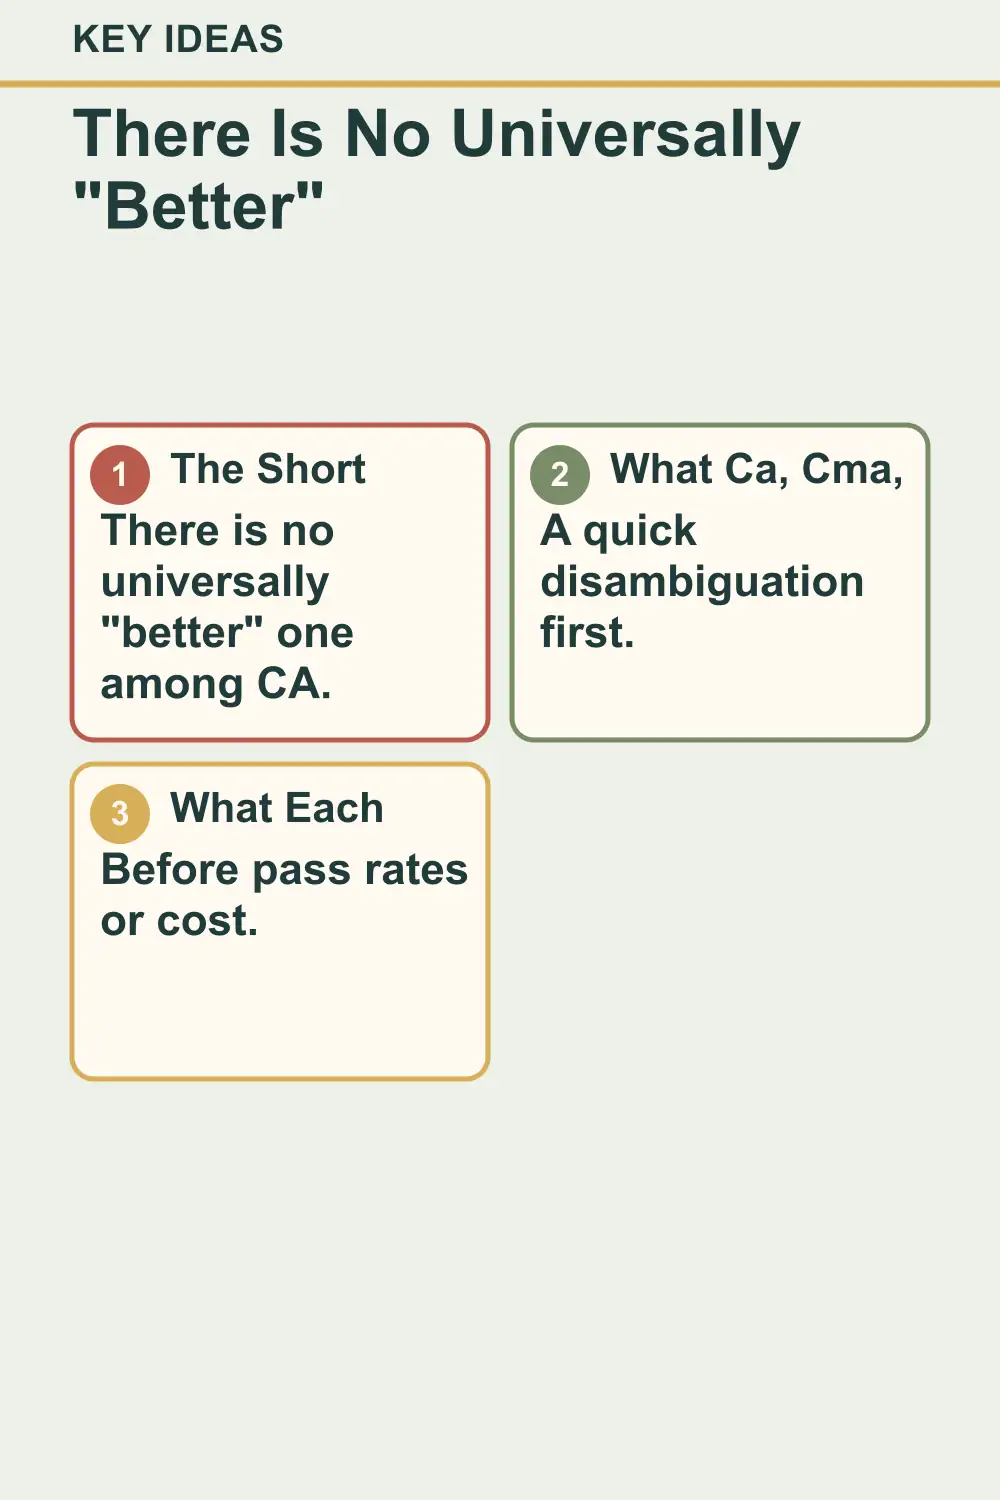 KEY IDEAS
There Is No Universally
"Better"
1 The Short
There is no
universally
"better" one
among CA.
2 What Ca, Cma,
A quick
disambiguation
first.
3 What Each
Before pass rates
or cost.